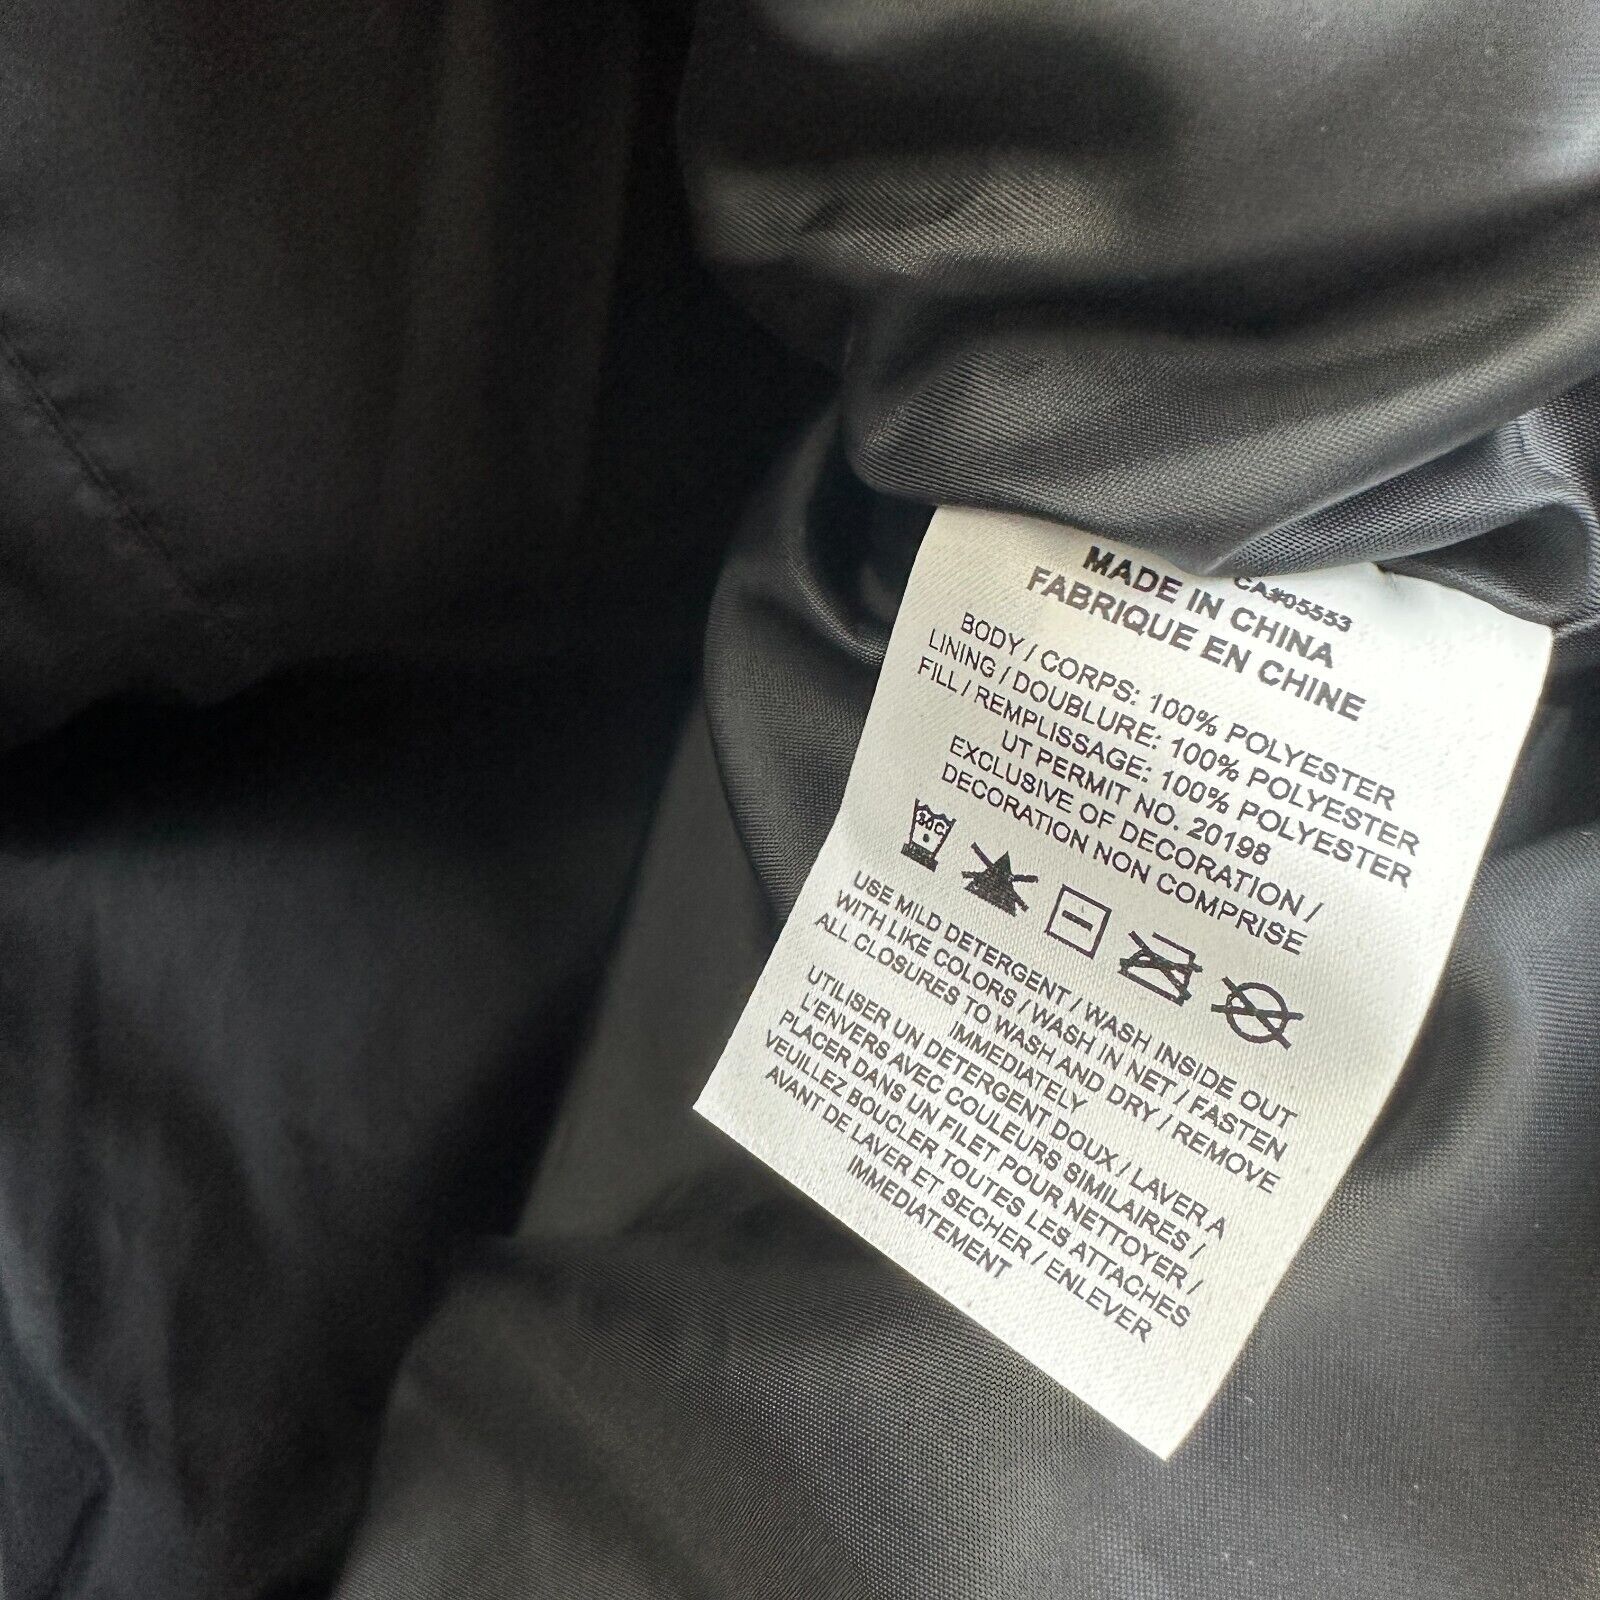 CA#05553
MADE IN CHINA
FABRIQUE EN CHINE
BODY / CORPS: 100% POLYESTER
LINING / DOUBLURE: 100% POLYESTER
FILL / REMPLISSAGE: 100% POLYESTER
UT PERMIT NO. 20198
EXCLUSIVE OF DECORATION /
DECORATION NON COMPRISE
30C
USE MILD DETERGENT / WASH INSIDE OUT
WITH LIKE COLORS / WASH IN NET / FASTEN
ALL CLOSURES TO WASH AND DRY / REMOVE
IMMEDIATELY
UTILISER UN DETERGENT DOUX / LAVER A
L'ENVERS AVEC COULEURS SIMILAIRES /
PLACER DANS UN FILET POUR NETTOYER /
VEUILLEZ BOUCLER TOUTES LES ATTACHES
AVANT DE LAVER ET SECHER / ENLEVER
IMMEDIATEMENT